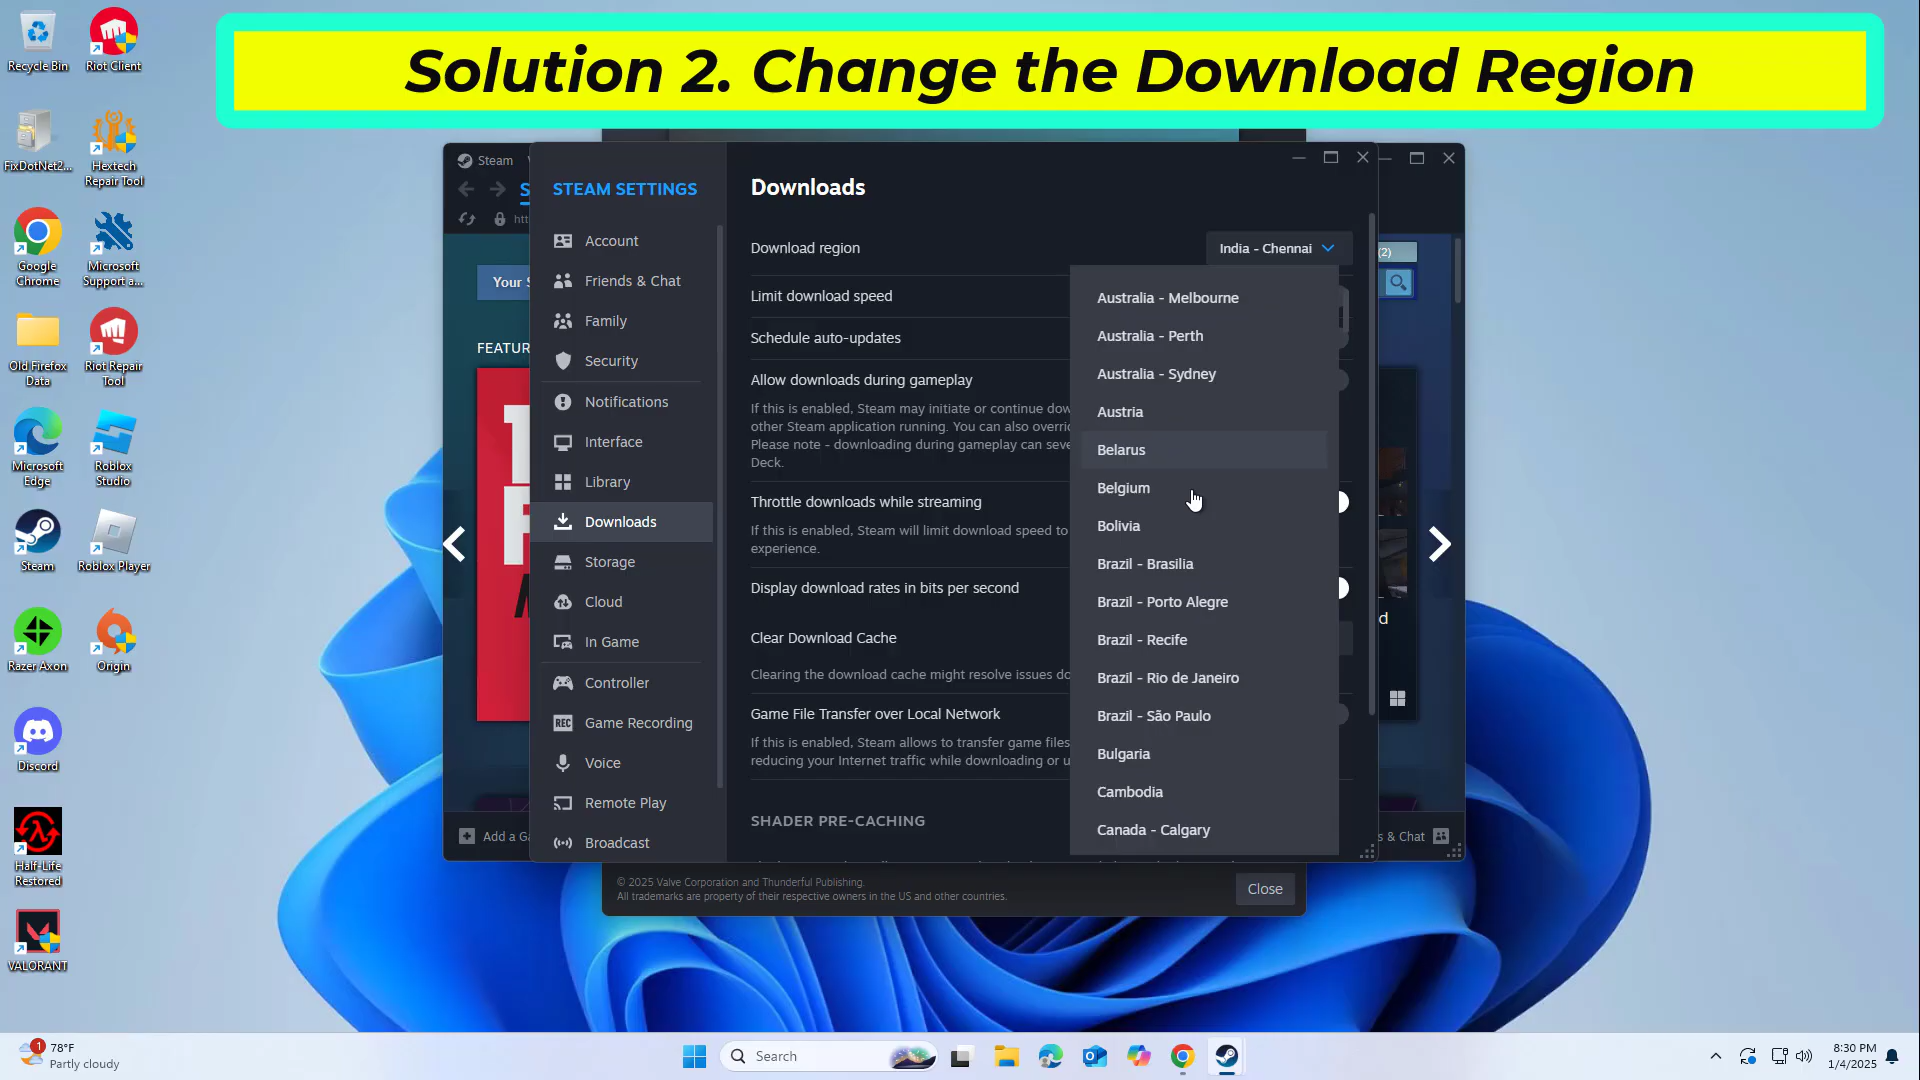 Solution 2. Change the Download Region
Recycle Bin
Riot Client
FixDotNet2...
Hextech
Repair Tool
Google
Chrome
Microsoft
Support a...
Old Firefox
Data
Riot Repair
Tool
Microsoft
Edge
Roblox
Studio
Steam
Roblox Player
Razer Axon
Origin
Discord
Half-Life
Restored
VALORANT
Steam
S
htt
Your S
FEATUR
Add a Ga
STEAM SETTINGS
Account
Friends & Chat
Family
Security
Notifications
Interface
Library
Downloads
Storage
Cloud
In Game
Controller
REC
Game Recording
Voice
Remote Play
Broadcast
Downloads
Download region
India - Chennai
Limit download speed
Schedule auto-updates
Allow downloads during gameplay
If this is enabled, Steam may initiate or continue dow
other Steam application running. You can also overri
Please note - downloading during gameplay can seve
Deck.
Throttle downloads while streaming
If this is enabled, Steam will limit download speed to
experience.
Display download rates in bits per second
Clear Download Cache
Clearing the download cache might resolve issues do
Game File Transfer over Local Network
If this is enabled, Steam allows to transfer game files
reducing your Internet traffic while downloading or u
SHADER PRE-CACHING
Australia - Melbourne
Australia - Perth
Australia - Sydney
Austria
Belarus
Belgium
Bolivia
Brazil - Brasilia
Brazil - Porto Alegre
Brazil - Recife
Brazil - Rio de Janeiro
Brazil - São Paulo
Bulgaria
Cambodia
Canada - Calgary
(2)
d
s & Chat
© 2025 Valve Corporation and Thunderful Publishing.
All trademarks are property of their respective owners in the US and other countries.
Close
1
78°F
Partly cloudy
Search
8:30 PM
1/4/2025